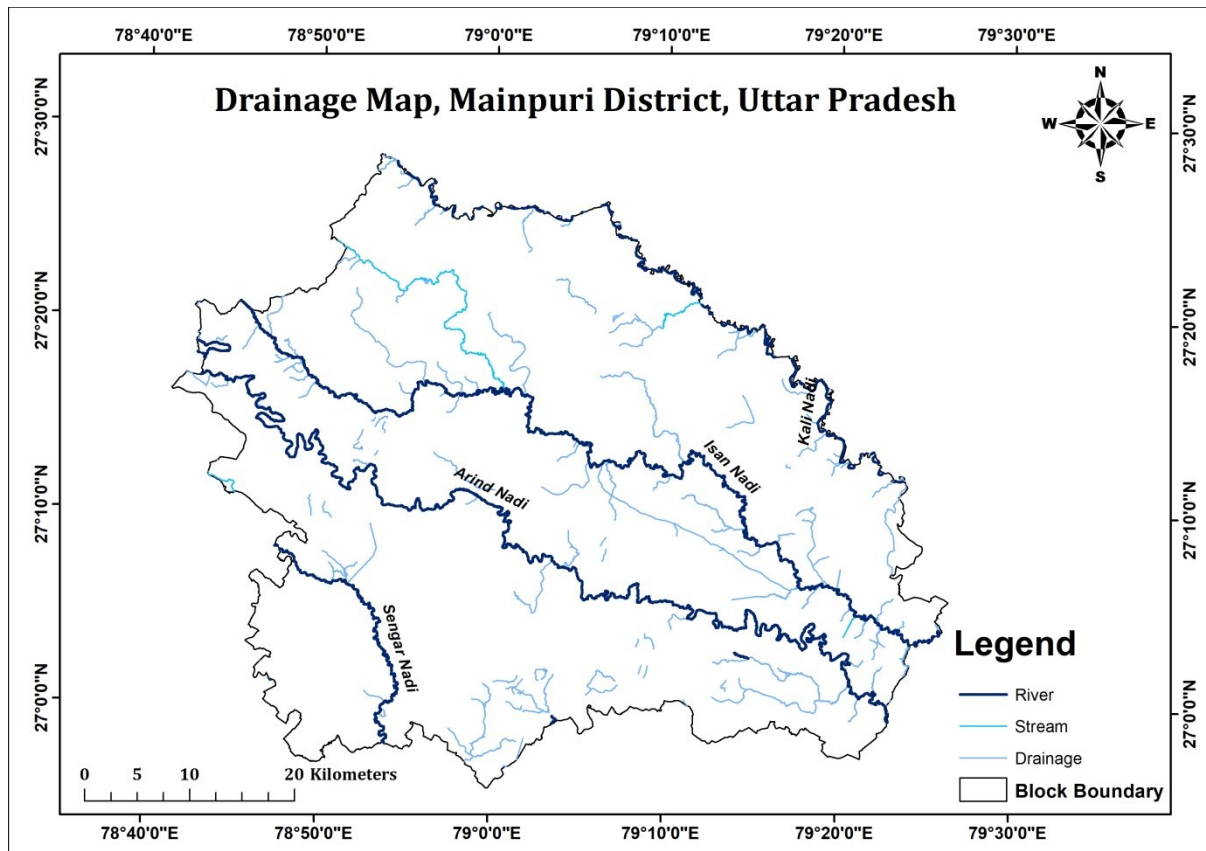 78°40'0"E 78°50'0"E 79°0'0"E 79°10'0"E 79°20'0"E 79°30'0"E
Drainage Map, Mainpuri District, Uttar Pradesh
N
W E
S
27°30'0"N
27°20'0"N
27°10'0"N
27°0'0"N
27°30'0"N
27°20'0"N
27°10'0"N
27°0'0"N
Kali Nadi
Isan Nadi
Arind Nadi
Sengar Nadi
Legend
River
Stream
Drainage
Block Boundary
0 5 10 20 Kilometers
78°40'0"E 78°50'0"E 79°0'0"E 79°10'0"E 79°20'0"E 79°30'0"E